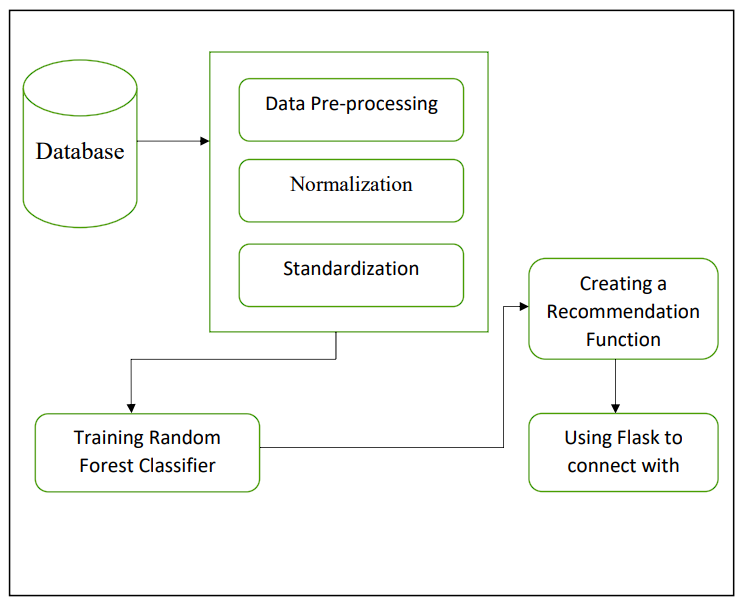 Database
Data Pre-processing
Normalization
Standardization
Creating a
Recommendation
Function
Training Random
Forest Classifier
Using Flask to
connect with